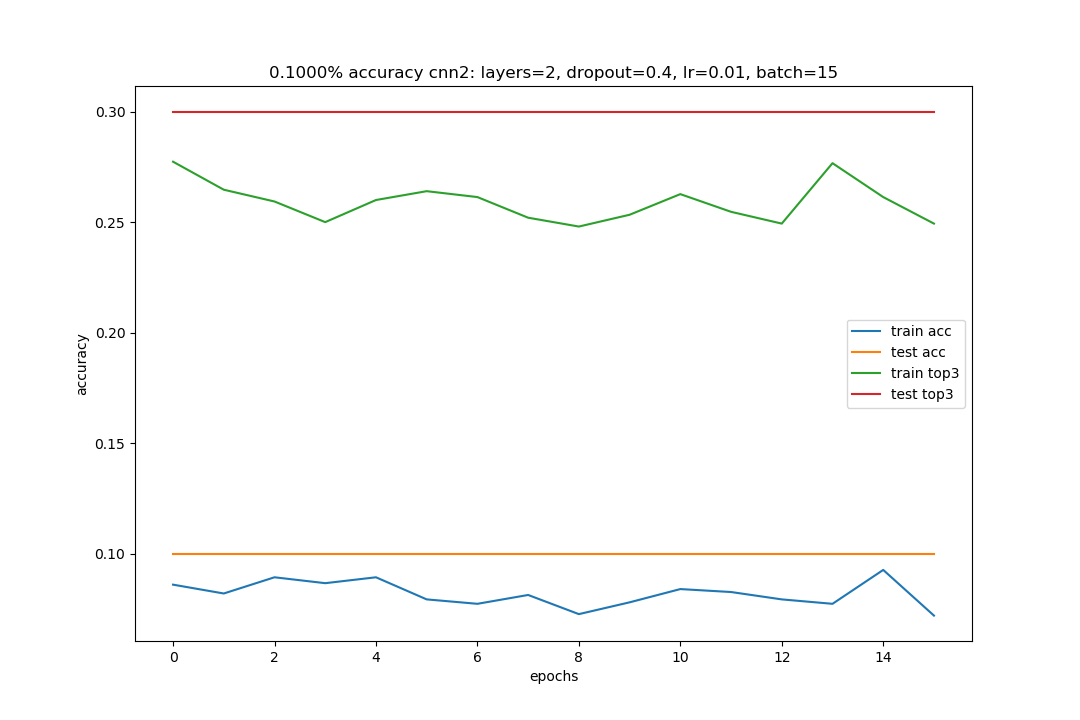 0.1000% accuracy cnn2: layers=2, dropout=0.4, lr=0.01, batch=15
0.30
0.25
0.20
0.15
0.10
accuracy
train acc
test acc
train top3
test top3
0 2 4 6 8 10 12 14
epochs